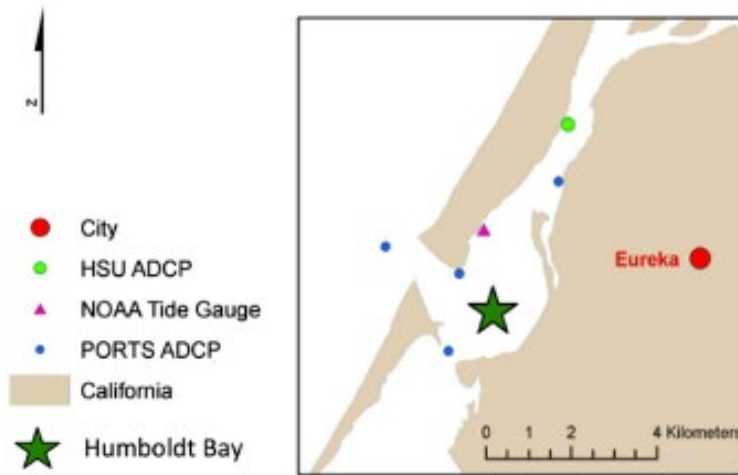 N
City
HSU ADCP
NOAA Tide Gauge
PORTS ADCP
California
Humboldt Bay
Eureka
0 1 2 4 Kilometers